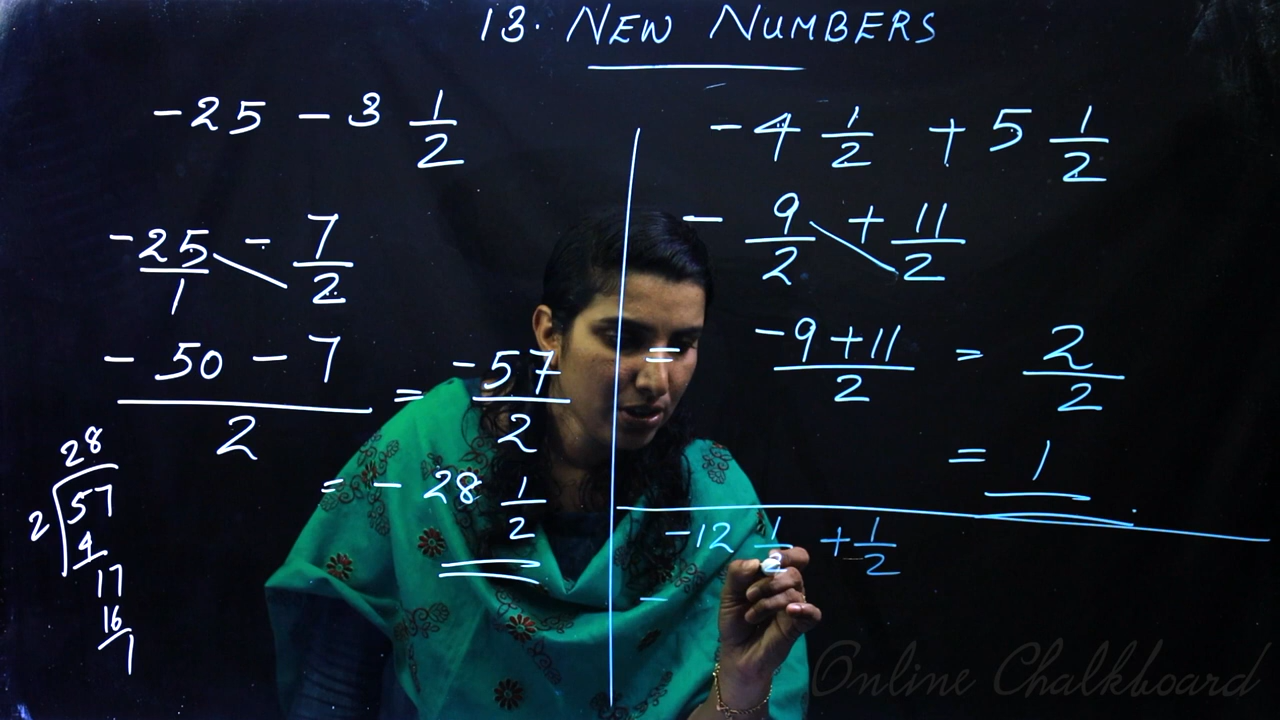 13. NEW NUMBERS
-25 - 3 1/2
-25/1 - 7/2
(-50 - 7)/2 = -57/2
= -28 1/2
28
2 57
4
17
16
1
-4 1/2 + 5 1/2
- 9/2 + 11/2
= (-9+11)/2 = 2/2
= 1
-12 1/2 + 1/2
-
Online Chalkboard